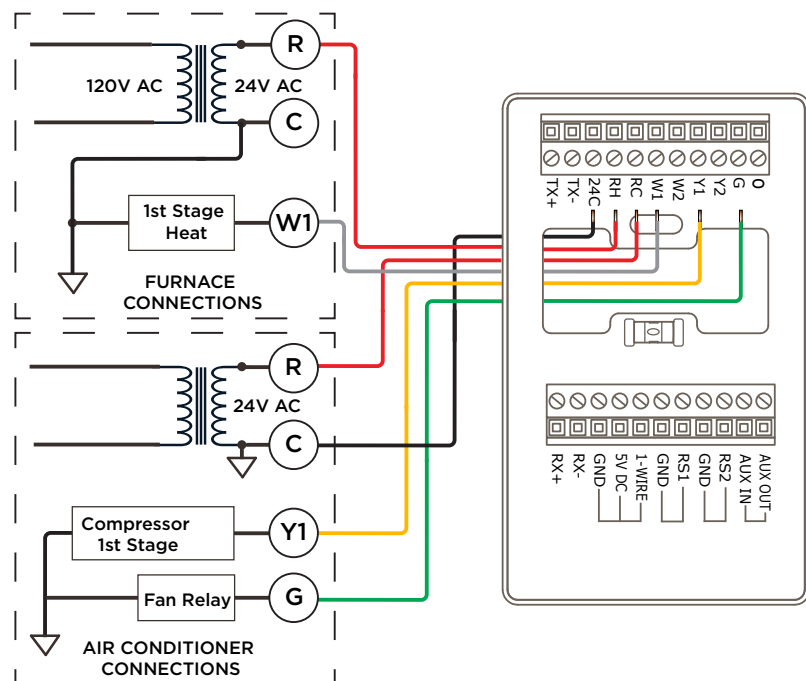 R
120V AC
24V AC
C
1st Stage
Heat
W1
FURNACE
CONNECTIONS
R
24V AC
C
Compressor
1st Stage
Y1
Fan Relay
G
AIR CONDITIONER
CONNECTIONS
TX+
TX-
24C
RH
RC
W1
W2
Y1
Y2
G
O
RX+
RX-
GND
5V DC
1-WIRE
GND
RS1
GND
RS2
AUX IN
AUX OUT